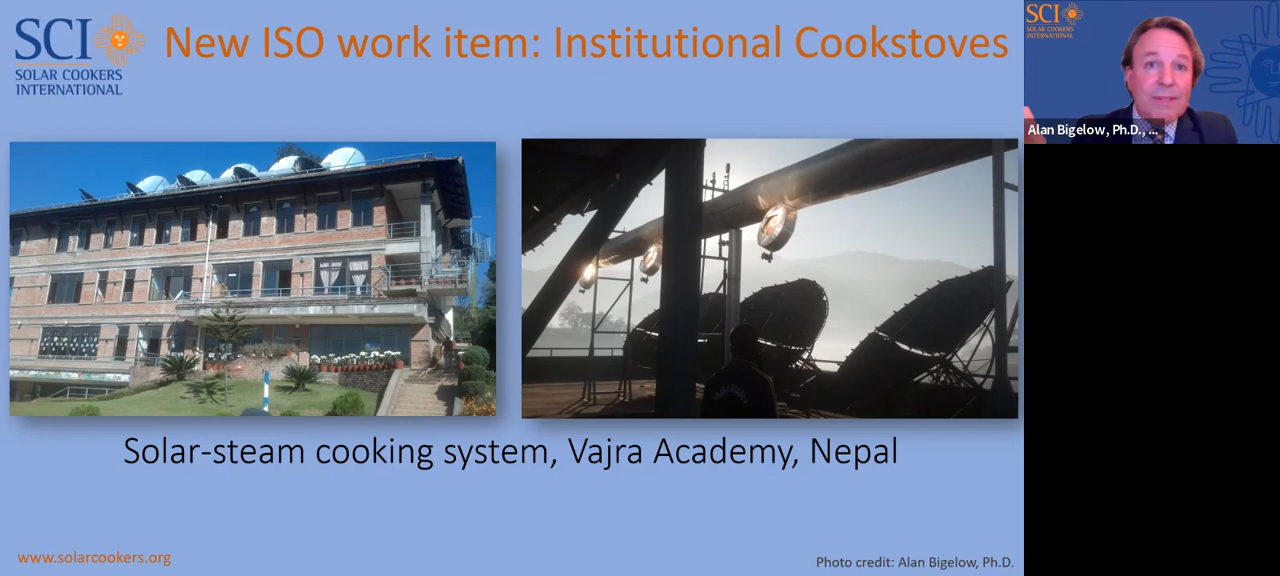 SCI
SOLAR COOKERS
INTERNATIONAL
New ISO work item: Institutional Cookstoves
SCI
SOLAR COOKERS
INTERNATIONAL
Alan Bigelow, Ph.D., ...
Solar-steam cooking system, Vajra Academy, Nepal
www.solarcookers.org
Photo credit: Alan Bigelow, Ph.D.